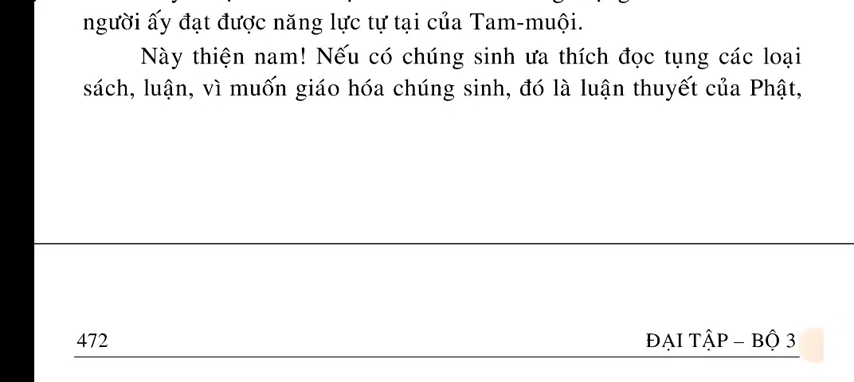 người ấy đạt được năng lực tự tại của Tam-muội.
Này thiện nam! Nếu có chúng sinh ưa thích đọc tụng các loại
sách, luận, vì muốn giáo hóa chúng sinh, đó là luận thuyết của Phật,
472
ĐẠI TẬP – BỘ 3